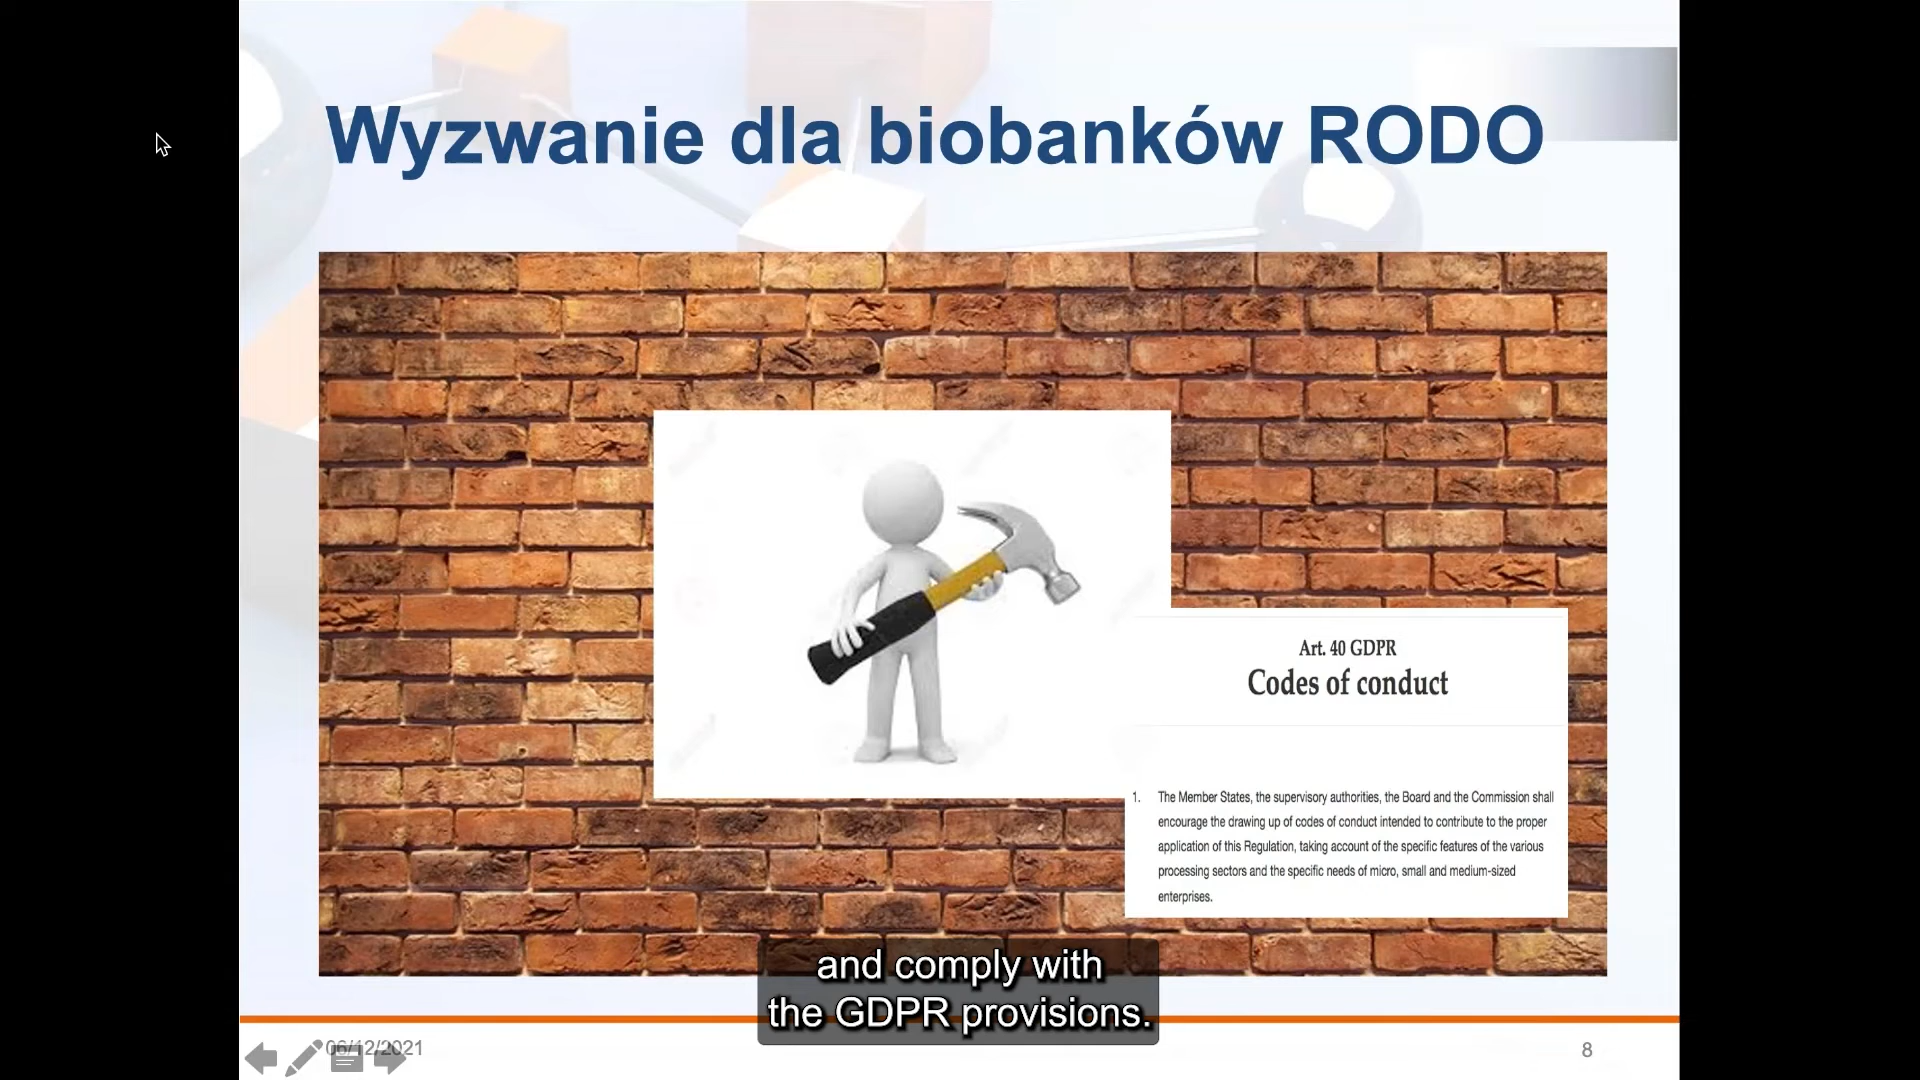 Wyzwanie dla biobanków RODO
Art. 40 GDPR
Codes of conduct
1. The Member States, the supervisory authorities, the Board and the Commission shall
encourage the drawing up of codes of conduct intended to contribute to the proper
application of this Regulation, taking account of the specific features of the various
processing sectors and the specific needs of micro, small and medium-sized
enterprises.
and comply with
the GDPR provisions.
06/12/2021
8